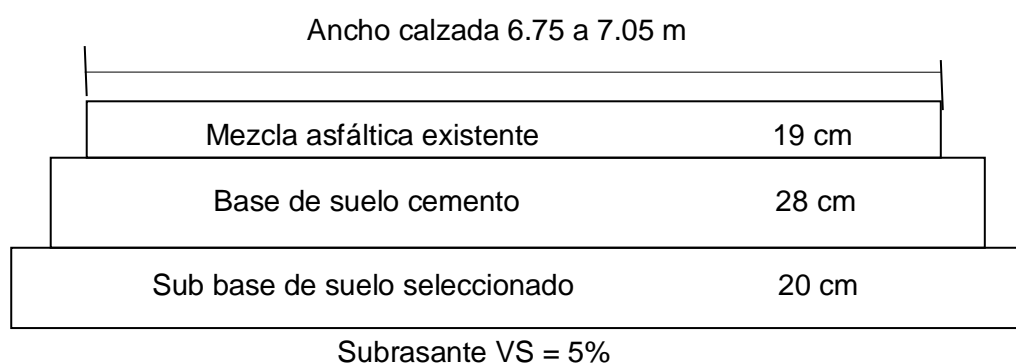 Ancho calzada 6.75 a 7.05 m
Mezcla asfáltica existente 19 cm
Base de suelo cemento 28 cm
Sub base de suelo seleccionado 20 cm
Subrasante VS = 5%